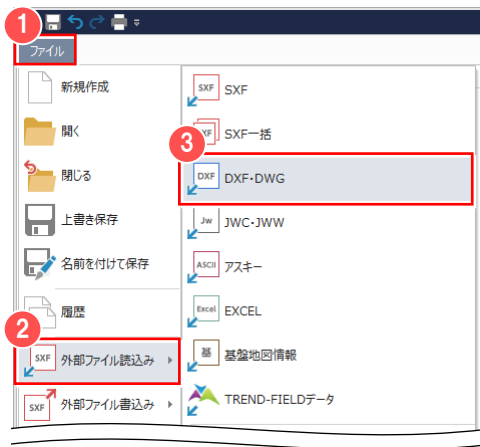 1
ファイル
新規作成
開く
閉じる
上書き保存
名前を付けて保存
履歴
2
SXF 外部ファイル読込み
SXF 外部ファイル書込み
SXF SXF
SXF一括
3
DXF DXF・DWG
Jw JWC・JWW
ASCII アスキー
Excel EXCEL
基 基盤地図情報
TREND-FIELDデータ